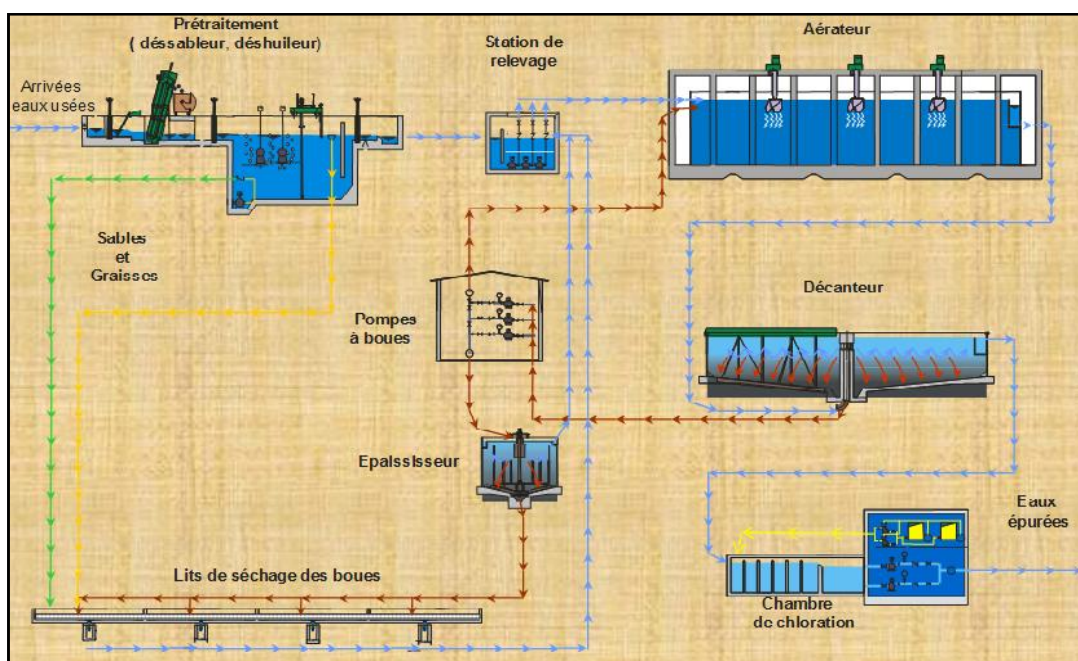 Prétraitement
( déssableur, déshuileur)
Station de
relevage
Aérateur
Arrivées
eaux usées
Sables
et
Graisses
Pompes
à boues
Décanteur
Epaississeur
Eaux
épurées
Lits de séchage des boues
Chambre
de chloration